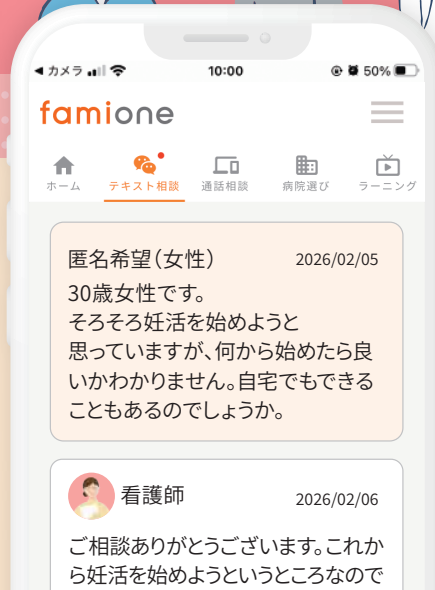 ◀カメラ
10:00
50%
famione
ホーム
テキスト相談
通話相談
病院選び
ラーニング
匿名希望（女性）
2026/02/05
30歳女性です。
そろそろ妊活を始めようと
思っていますが、何から始めたら良
いかわかりません。自宅でもできる
こともあるのでしょうか。
看護師
2026/02/06
ご相談ありがとうございます。これか
ら妊活を始めようというところなので